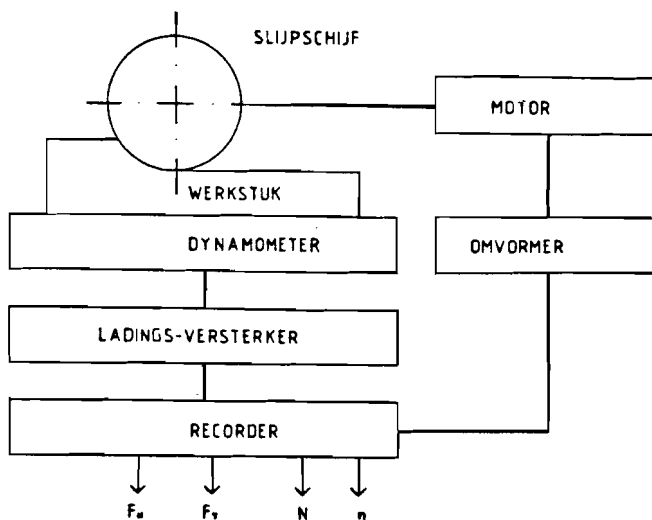 SLIJPSCHIJF
MOTOR
WERKSTUK
DYNAMOMETER
OMVORMER
LADINGS-VERSTERKER
RECORDER
N n